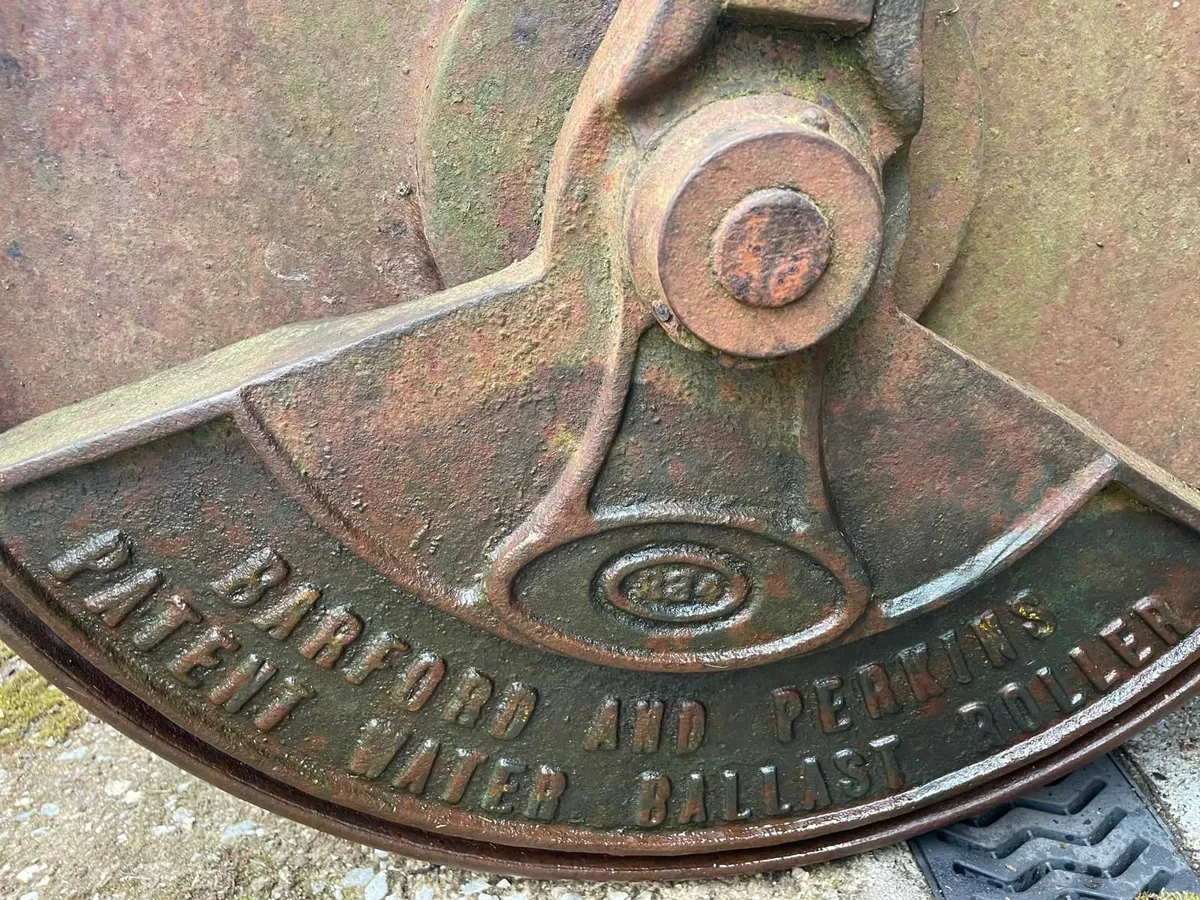 BARFORD AND PERKINS
PATENT WATER BALLAST ROLLER